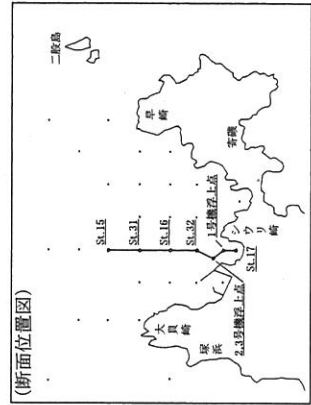 (断面位置図)
二股島
早崎
寄磯
St.15
St.31
St.16
St.32
1号機浮上点
シウリ崎
St.17
大貝崎
塚浜
2,3号機浮上点